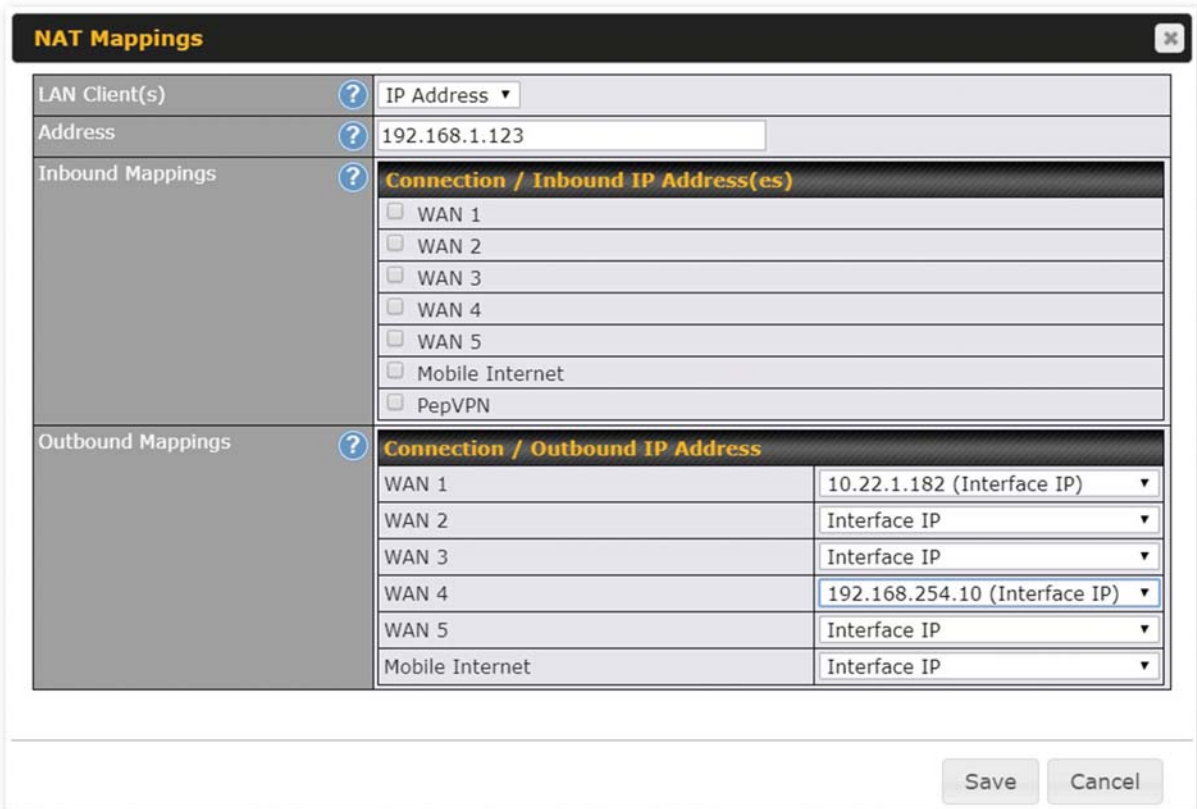 NAT Mappings
LAN Client(s) ? IP Address
Address ? 192.168.1.123
Inbound Mappings ? Connection / Inbound IP Address(es)
WAN 1
WAN 2
WAN 3
WAN 4
WAN 5
Mobile Internet
PepVPN
Outbound Mappings ? Connection / Outbound IP Address
WAN 1 10.22.1.182 (Interface IP)
WAN 2 Interface IP
WAN 3 Interface IP
WAN 4 192.168.254.10 (Interface IP)
WAN 5 Interface IP
Mobile Internet Interface IP
Save Cancel